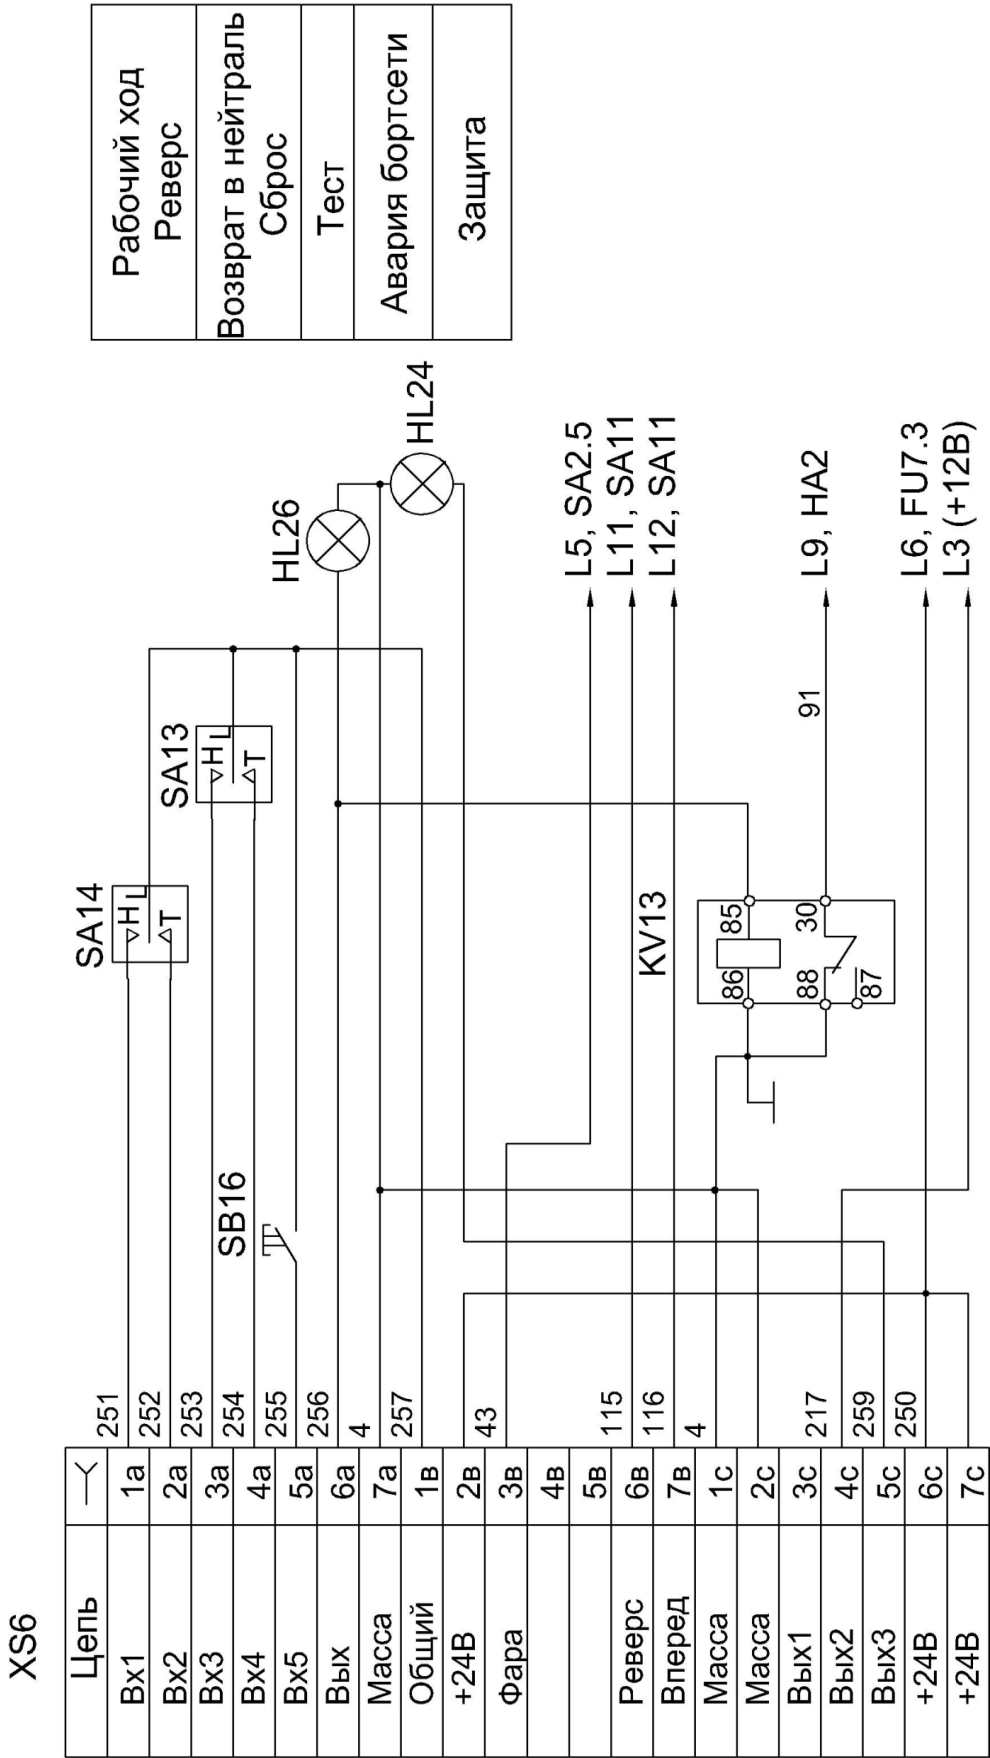 XS6
Цепь
Вх1 1а 251
Вх2 2а 252
Вх3 3а 253
Вх4 4а 254
Вх5 5а 255
Вых 6а 256
Масса 7а 4
Общий 1в 257
+24В 2в
Фара 3в 43
4в
5в
Реверс 6в 115
Вперед 7в 116
Масса 1с 4
Масса 2с
Вых1 3с
Вых2 4с 217
Вых3 5с 259
+24В 6с 250
+24В 7с
SA14
H L
T
SA13
H L
T
SB16
HL26
HL24
KV13
86 85
88 30
87
91
L5, SA2.5
L11, SA11
L12, SA11
L9, HA2
L6, FU7.3
L3 (+12В)
Рабочий ход
Реверс
Возврат в нейтраль
Сброс
Тест
Авария бортсети
Защита